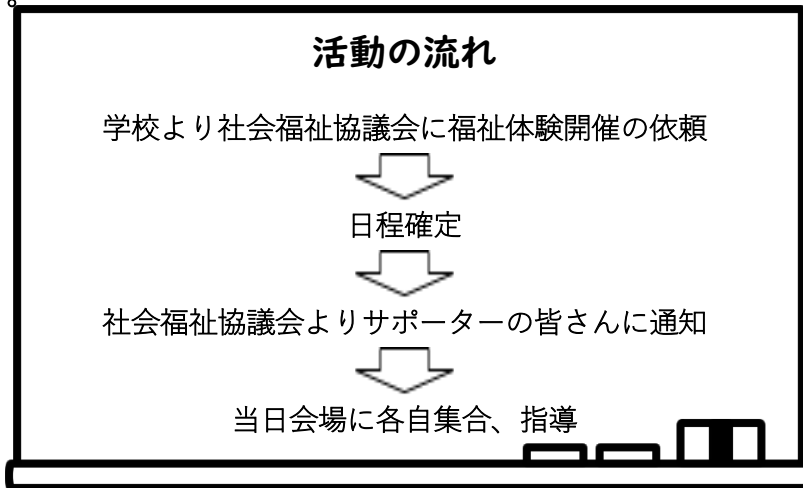 。
活動の流れ
学校より社会福祉協議会に福祉体験開催の依頼
日程確定
社会福祉協議会よりサポーターの皆さんに通知
当日会場に各自集合、指導